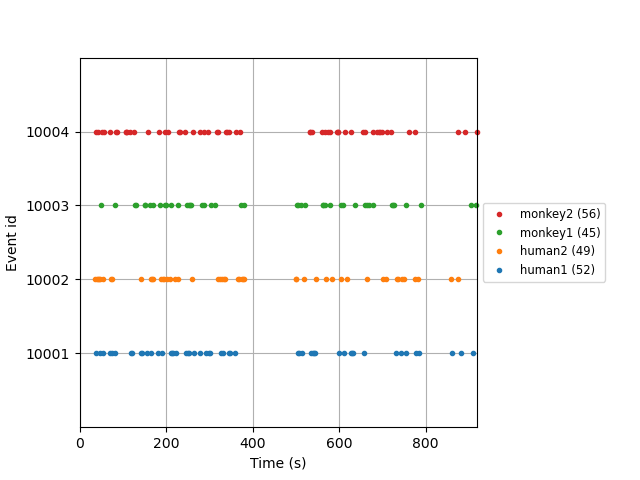 Event id
10004
10003
10002
10001
0 200 400 600 800
Time (s)
monkey2 (56)
monkey1 (45)
human2 (49)
human1 (52)